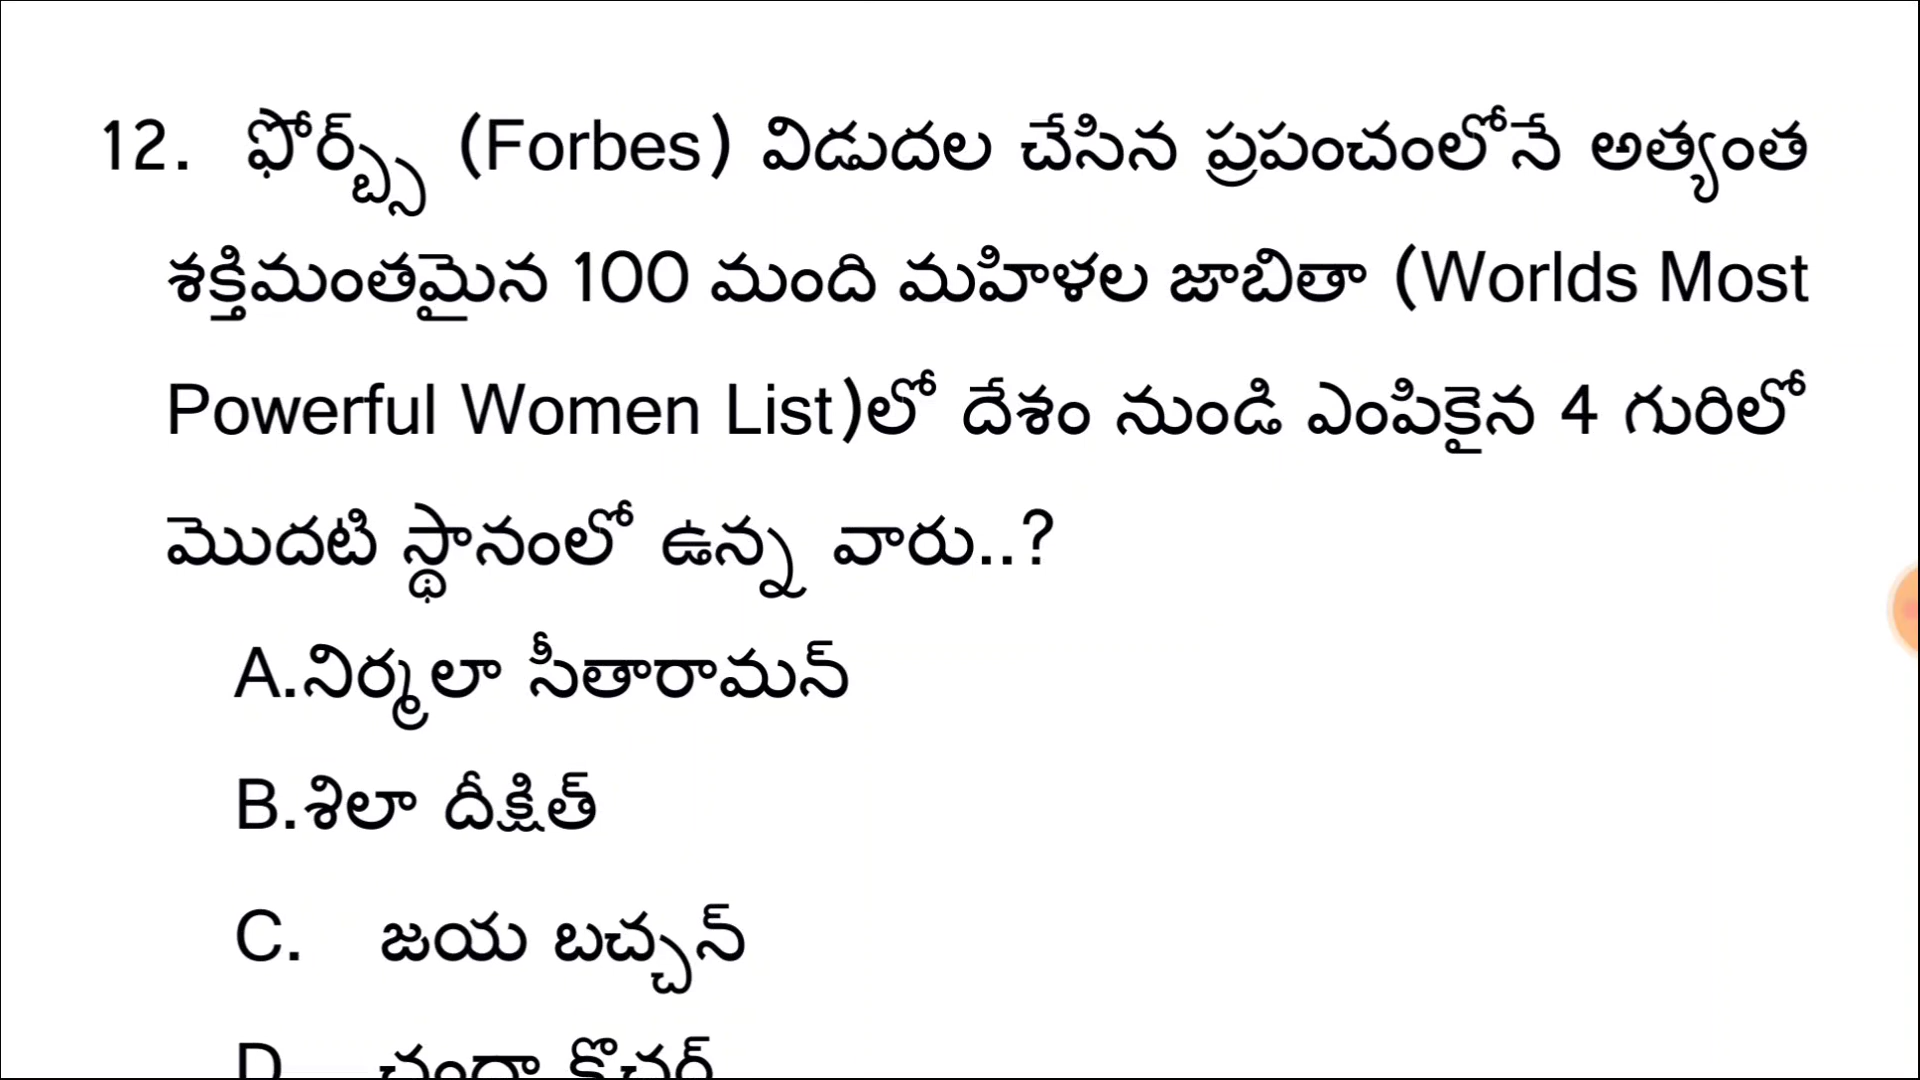 12. ఫోర్బ్స్ (Forbes) విడుదల చేసిన ప్రపంచంలోనే అత్యంత
శక్తిమంతమైన 100 మంది మహిళల జాబితా (Worlds Most
Powerful Women List)లో దేశం నుండి ఎంపికైన 4 గురిలో
మొదటి స్థానంలో ఉన్న వారు..?
A.నిర్మలా సీతారామన్
B.శిలా దీక్షిత్
C. జయ బచ్చన్
D. చందా కొచర్